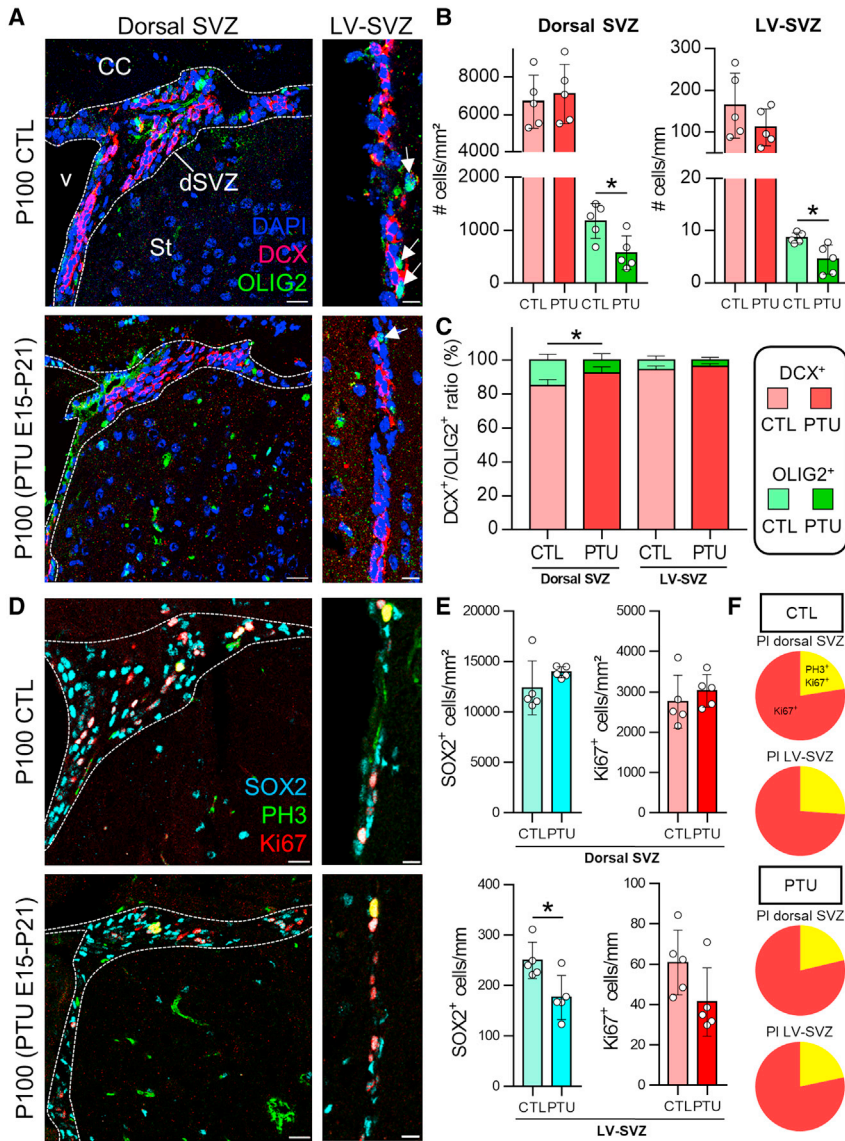 A
Dorsal SVZ
LV-SVZ
P100 CTL
CC
V
dSVZ
St
DAPI
DCX
OLIG2
P100 (PTU E15-P21)
B
Dorsal SVZ
LV-SVZ
# cells/mm²
8000
6000
4000
2000
1000
0
*
CTL PTU CTL PTU
# cells/mm
300
200
100
20
10
0
*
CTL PTU CTL PTU
C
DCX⁺/OLIG2⁺ ratio (%)
100
80
60
40
20
0
*
CTL PTU CTL PTU
Dorsal SVZ
LV-SVZ
DCX⁺
CTL PTU
OLIG2⁺
CTL PTU
D
P100 CTL
SOX2
PH3
Ki67
P100 (PTU E15-P21)
E
SOX2⁺ cells/mm²
20000
15000
10000
5000
0
CTL PTU
Ki67⁺ cells/mm²
5000
4000
3000
2000
1000
0
CTL PTU
Dorsal SVZ
SOX2⁺ cells/mm
400
300
200
100
0
*
CTL PTU
Ki67⁺ cells/mm
100
80
60
40
20
0
CTL PTU
LV-SVZ
F
CTL
PI dorsal SVZ
PH3⁺
Ki67⁺
Ki67⁺
PI LV-SVZ
PTU
PI dorsal SVZ
PI LV-SVZ